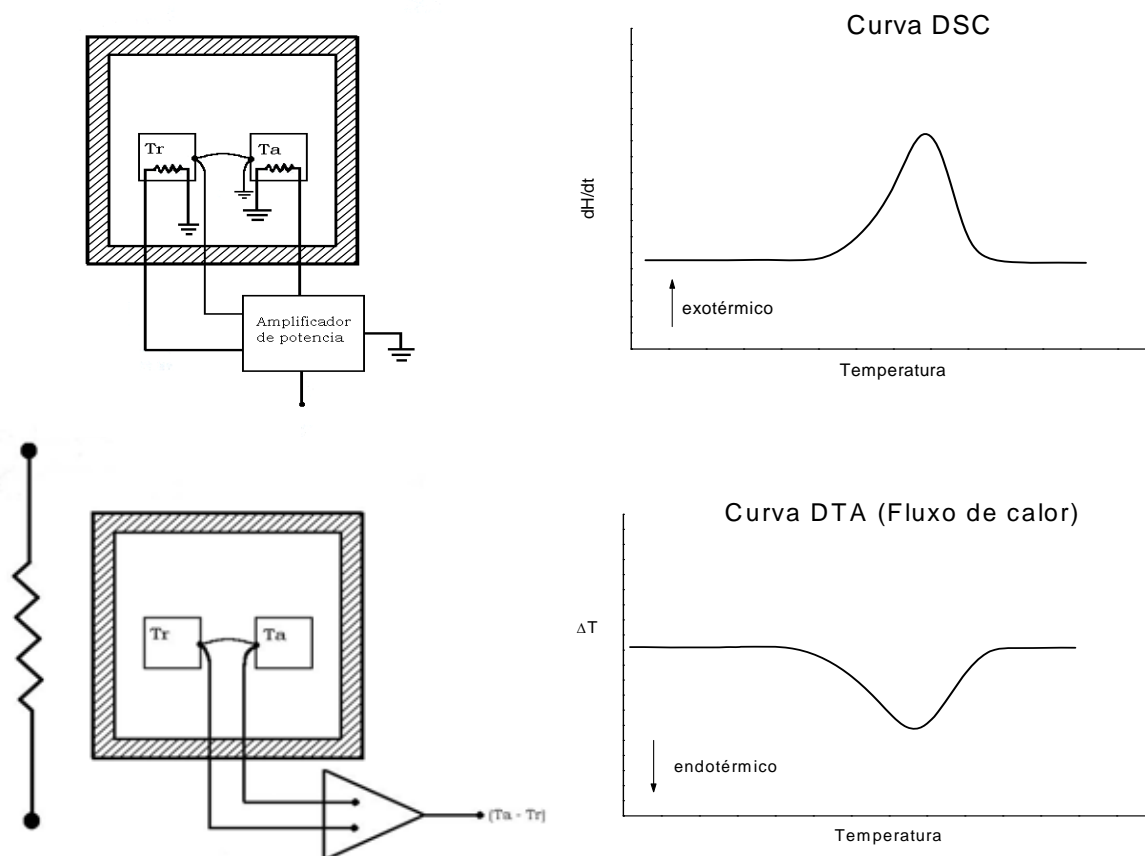 Curva DSC
Tr
Ta
Amplificador
de potencia
dH/dt
exotérmico
Temperatura
Curva DTA (Fluxo de calor)
Tr
Ta
ΔT
endotérmico
(Ta - Tr)
Temperatura